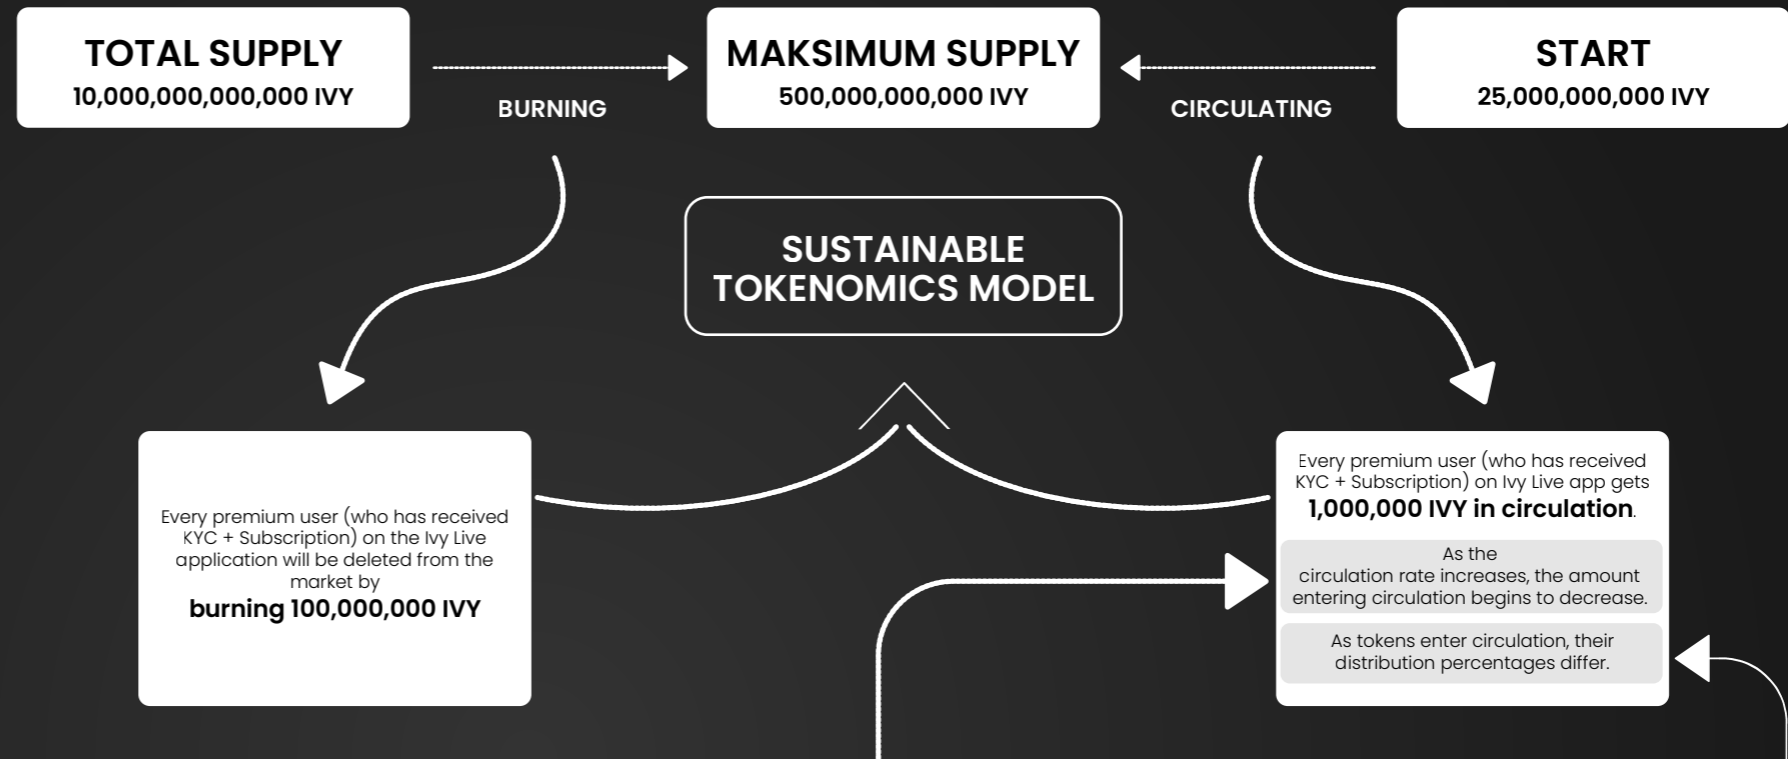 TOTAL SUPPLY
10,000,000,000,000 IVY
BURNING
MAKSIMUM SUPPLY
500,000,000,000 IVY
CIRCULATING
START
25,000,000,000 IVY
SUSTAINABLE
TOKENOMICS MODEL
Every premium user (who has received
KYC + Subscription) on the Ivy Live
application will be deleted from the
market by
burning 100,000,000 IVY
Every premium user (who has received
KYC + Subscription) on Ivy Live app gets
1,000,000 IVY in circulation.
As the
circulation rate increases, the amount
entering circulation begins to decrease.
As tokens enter circulation, their
distribution percentages differ.